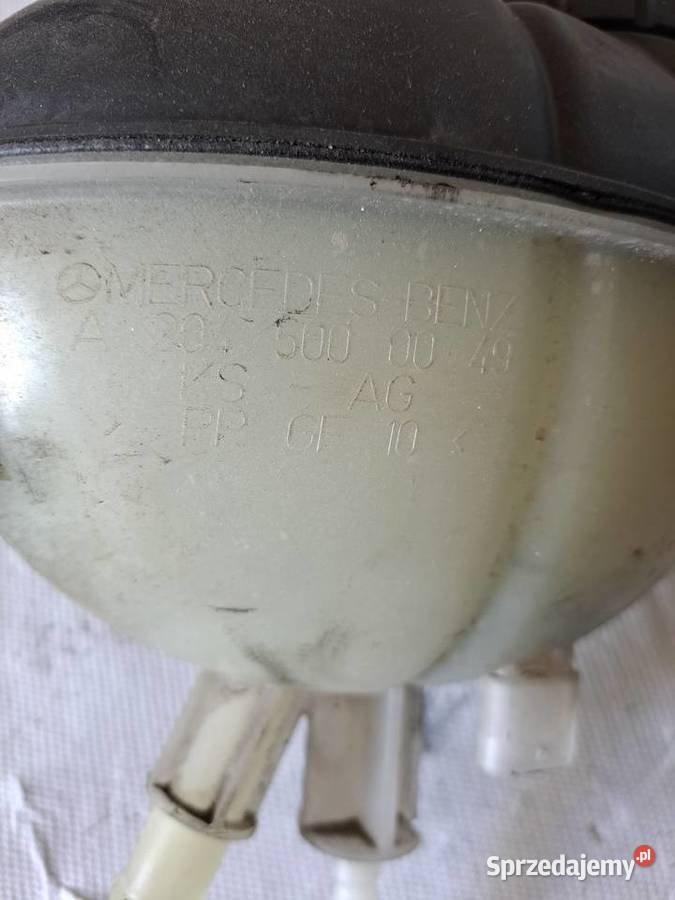 MERCEDES-BENZ
A 204 500 00 49
KS - AG
> PP GF 10 <
Sprzedajemy.pl